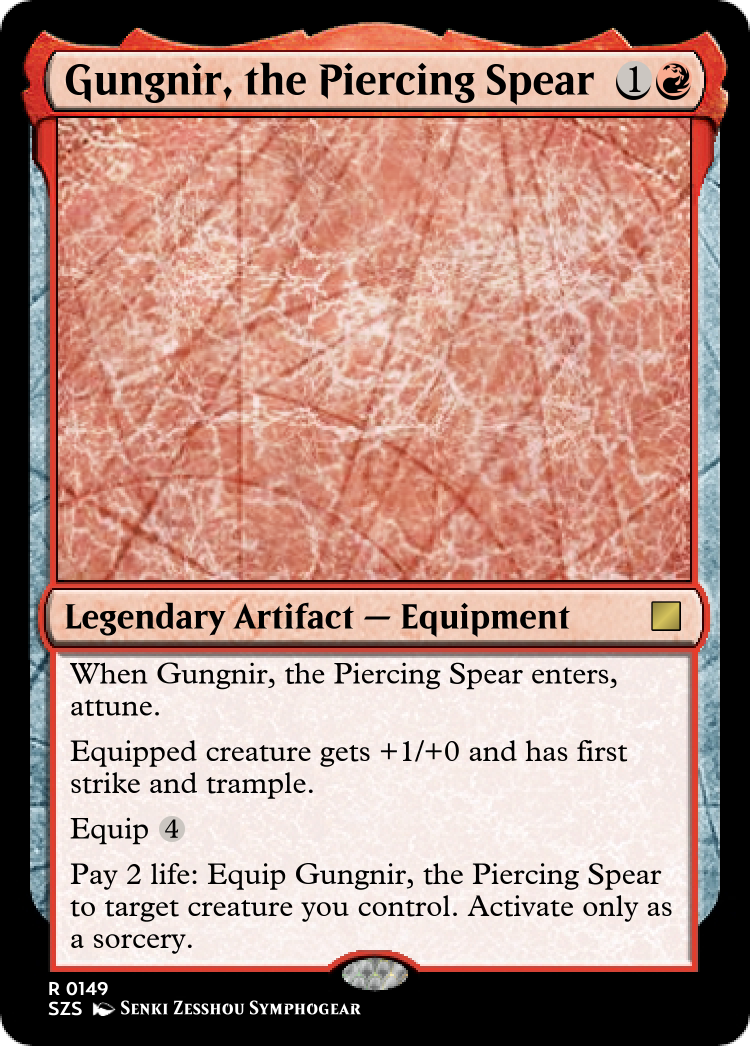 Gungnir, the Piercing Spear 1
Legendary Artifact — Equipment
When Gungnir, the Piercing Spear enters,
attune.
Equipped creature gets +1/+0 and has first
strike and trample.
Equip 4
Pay 2 life: Equip Gungnir, the Piercing Spear
to target creature you control. Activate only as
a sorcery.
R 0149
SZS Senki Zesshou Symphogear